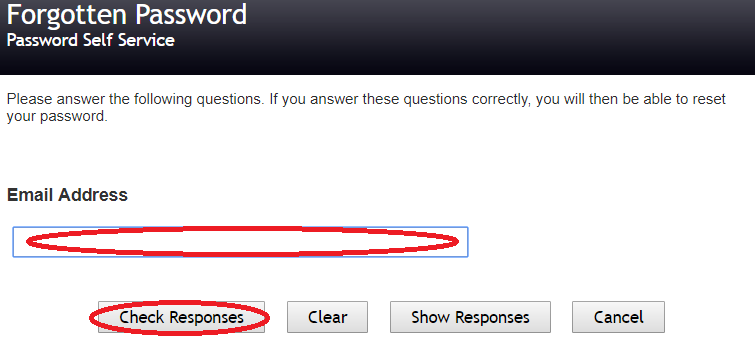 Forgotten Password
Password Self Service
Please answer the following questions. If you answer these questions correctly, you will then be able to reset
your password.
Email Address
Check Responses Clear Show Responses Cancel